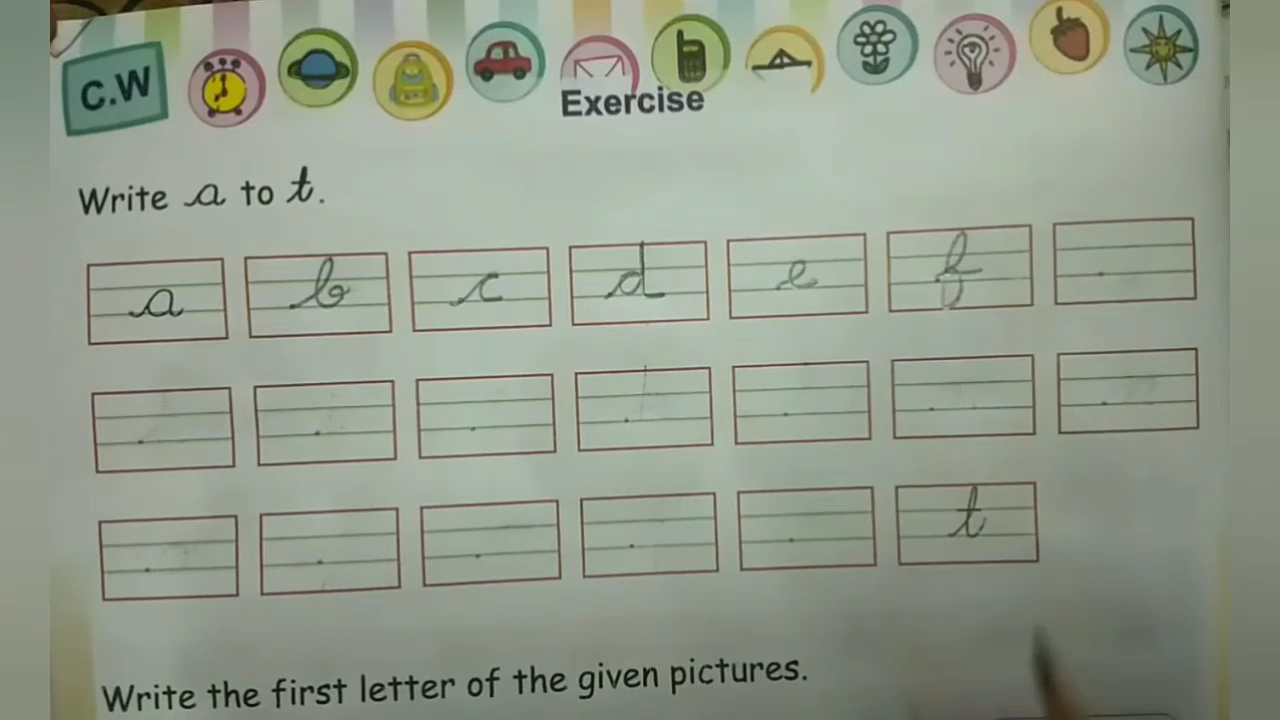 C.W
Exercise
Write a to t.
a b c d e f
t
Write the first letter of the given pictures.